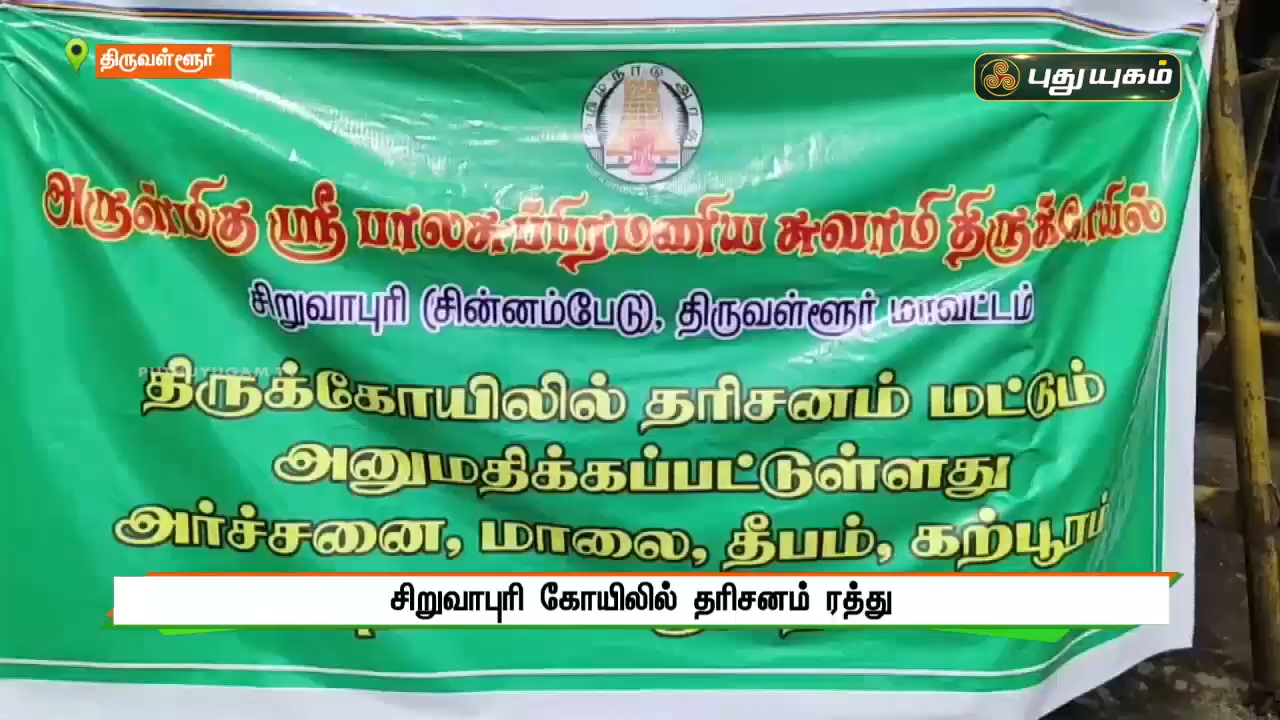 திருவள்ளூர்
புதுயுகம்
அருள்மிகு ஸ்ரீ பாலசுப்பிரமணிய சுவாமி திருக்கோயில்
சிறுவாபுரி (சின்னம்பேடு), திருவள்ளூர் மாவட்டம்
திருக்கோயிலில் தரிசனம் மட்டும்
அனுமதிக்கப்பட்டுள்ளது
அர்ச்சனை, மாலை, தீபம், கற்பூரம்
சிறுவாபுரி கோயிலில் தரிசனம் ரத்து